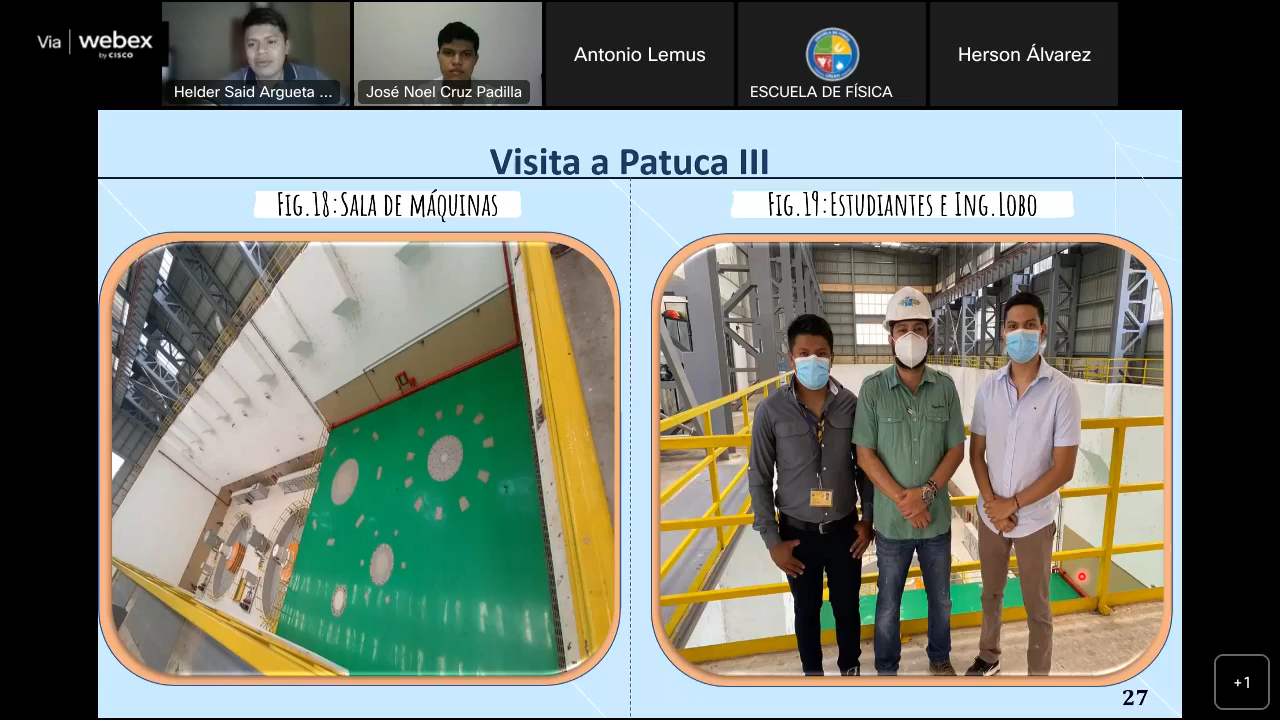 Via webex
by CISCO
Helder Said Argueta ...
José Noel Cruz Padilla
Antonio Lemus
ESCUELA DE FÍSICA
Herson Álvarez
Visita a Patuca III
Fig.18:Sala de máquinas
Fig.19:Estudiantes e Ing.Lobo
27
+1